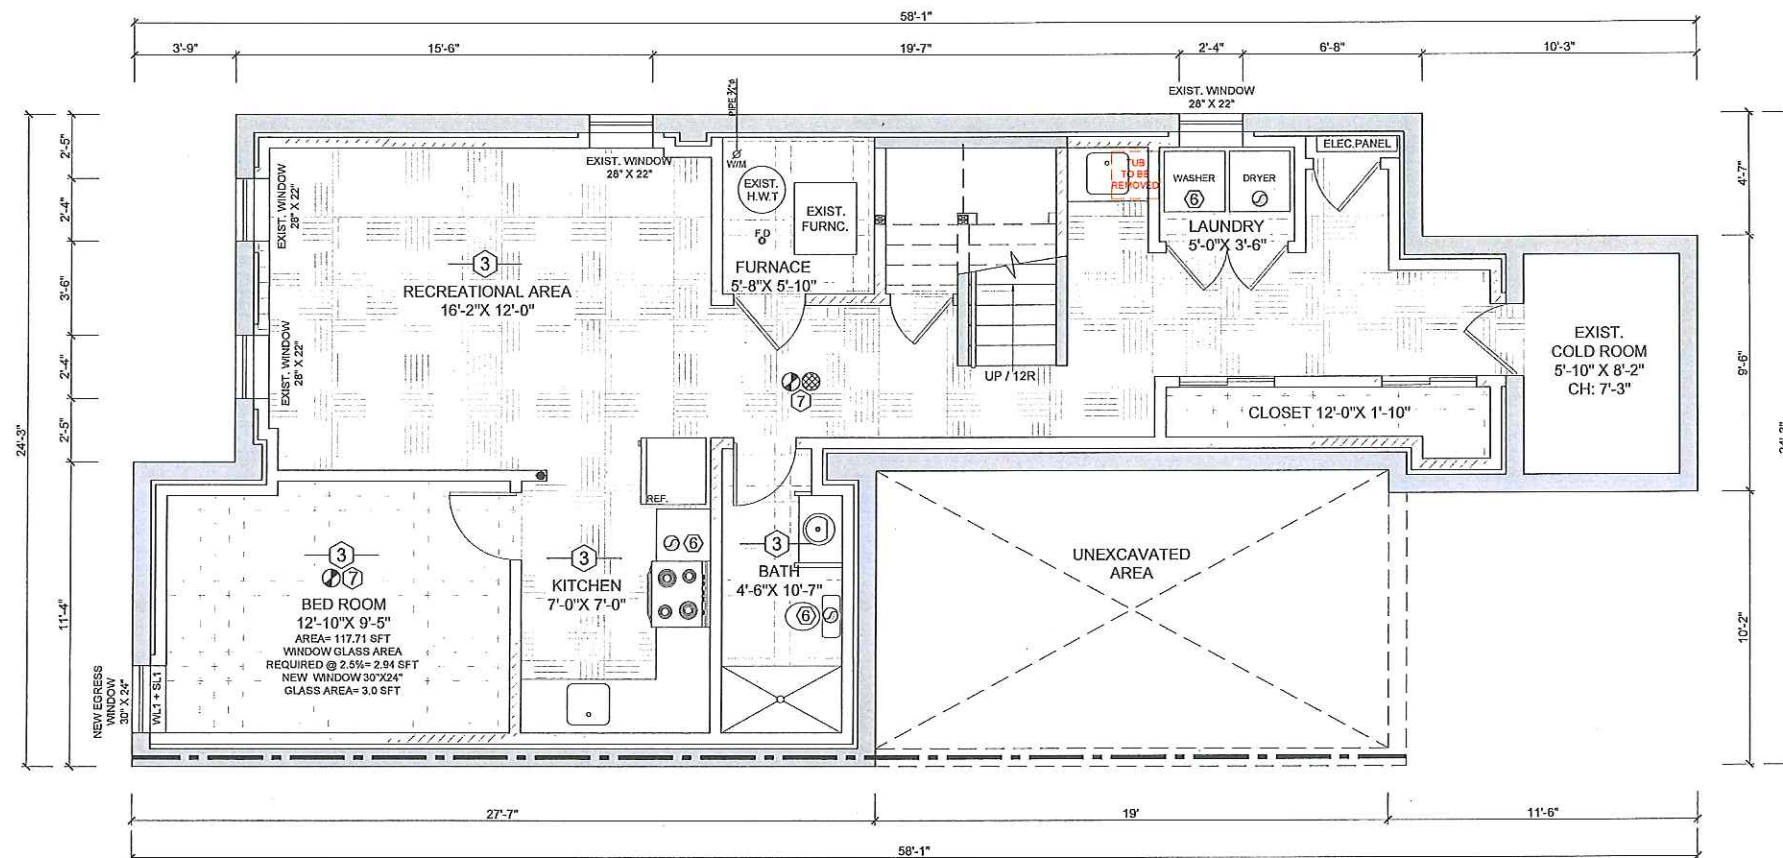 58'-1"
3'-9"
15'-6"
19'-7"
2'-4"
6'-8"
10'-3"
EXIST. WINDOW
28" X 22"
2'-5"
2'-4"
3'-6"
2'-4"
2'-5"
24'-3"
11'-4"
EXIST. WINDOW
28" X 22"
EXIST. WINDOW
28" X 22"
EXIST. WINDOW
28" X 22"
W/M
EXIST.
H.W.T
EXIST.
FURNC.
F.D
FURNACE
5'-8"X 5'-10"
3
RECREATIONAL AREA
16'-2"X 12'-0"
TUB
TO BE
REMOVED
WASHER
6
DRYER
LAUNDRY
5'-0"X 3'-6"
ELEC.PANEL
4'-7"
9'-6"
10'-2"
UP / 12R
7
EXIST.
COLD ROOM
5'-10" X 8'-2"
CH: 7'-3"
CLOSET 12'-0"X 1'-10"
REF.
6
3
KITCHEN
7'-0"X 7'-0"
3
BATH
4'-6"X 10'-7"
6
UNEXCAVATED
AREA
3
7
BED ROOM
12'-10"X 9'-5"
AREA= 117.71 SFT
WINDOW GLASS AREA
REQUIRED @ 2.5%= 2.94 SFT
NEW WINDOW 30"X24"
GLASS AREA= 3.0 SFT
NEW EGRESS
WINDOW
30" X 24"
WL1 + SL1
27'-7"
19'
11'-6"
58'-1"